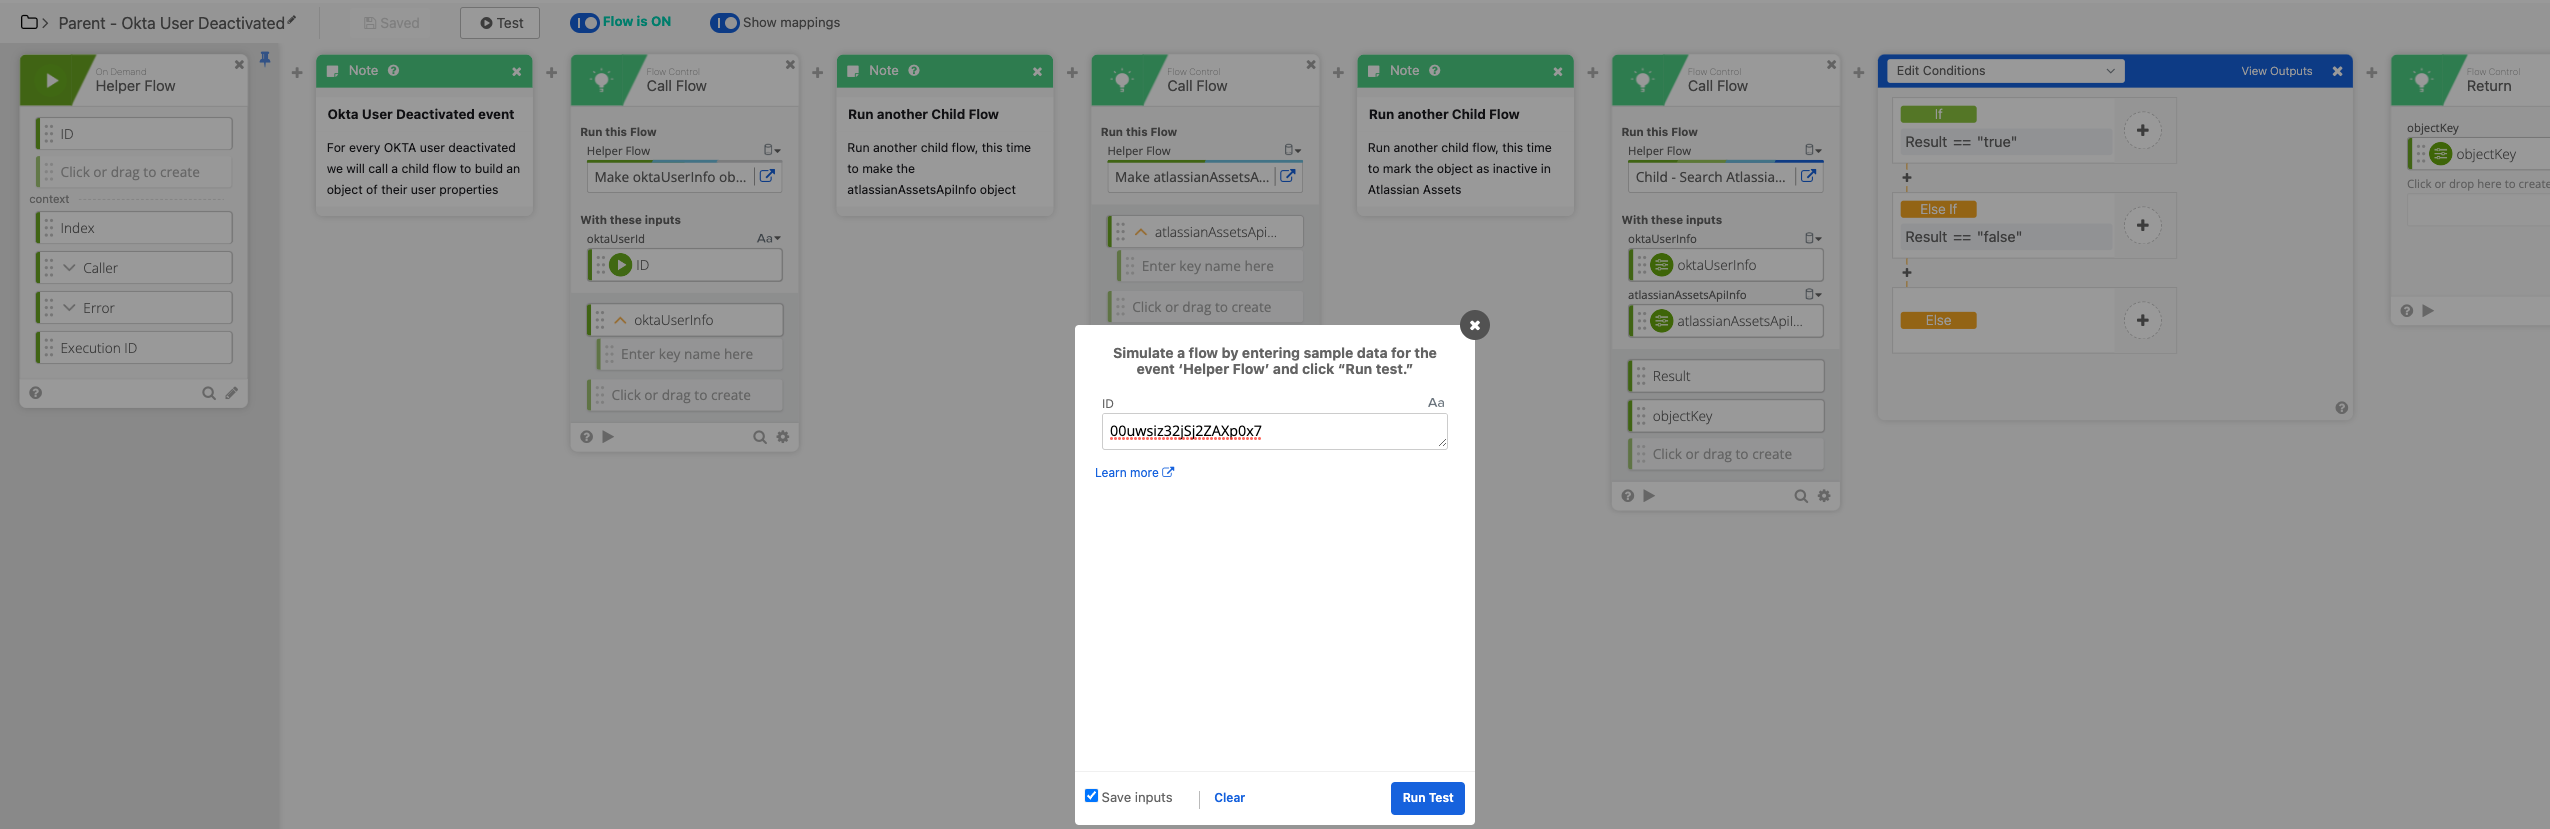 Parent - Okta User Deactivated
Saved
Test
Flow is ON
Show mappings
On Demand
Helper Flow
ID
Click or drag to create
context
Index
Caller
Error
Execution ID
Note
Okta User Deactivated event
For every OKTA user deactivated
we will call a child flow to build an
object of their user properties
Flow Control
Call Flow
Run this Flow
Helper Flow
Make oktaUserInfo ob...
With these inputs
oktaUserId
Aa
ID
oktaUserInfo
Enter key name here
Click or drag to create
Note
Run another Child Flow
Run another child flow, this time
to make the
atlassianAssetsApiInfo object
Flow Control
Call Flow
Run this Flow
Helper Flow
Make atlassianAssetsA...
atlassianAssetsApi...
Enter key name here
Click or drag to create
Note
Run another Child Flow
Run another child flow, this time
to mark the object as inactive in
Atlassian Assets
Flow Control
Call Flow
Run this Flow
Helper Flow
Child - Search Atlassia...
With these inputs
oktaUserInfo
oktaUserInfo
atlassianAssetsApiInfo
atlassianAssetsApiI...
Result
objectKey
Click or drag to create
Edit Conditions
View Outputs
If
Result == "true"
Else If
Result == "false"
Else
Flow Control
Return
objectKey
objectKey
Click or drop here to create
Simulate a flow by entering sample data for the
event ‘Helper Flow’ and click “Run test.”
ID
Aa
00uwsiz32jSj2ZAXp0x7
Learn more
Save inputs
Clear
Run Test